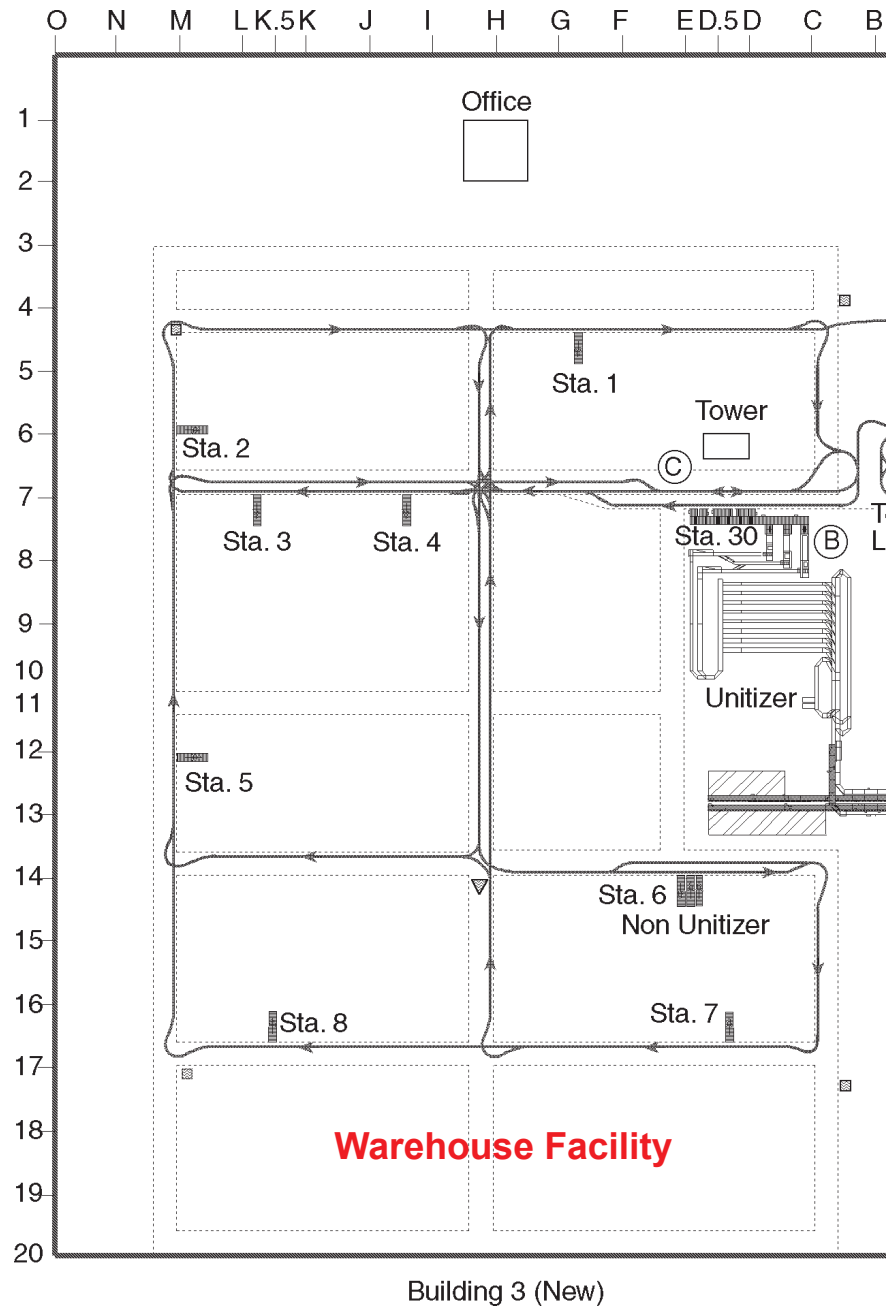 O N M L K.5 K J I H G F E D.5 D C B
Office
1
2
3
4
5
Sta. 1
Tower
6
Sta. 2
C
7
Sta. 3
Sta. 4
Sta. 30
B
T
L
8
9
10
Unitizer
11
12
Sta. 5
13
14
Sta. 6
Non Unitizer
15
16
Sta. 8
Sta. 7
17
Warehouse Facility
18
19
20
Building 3 (New)